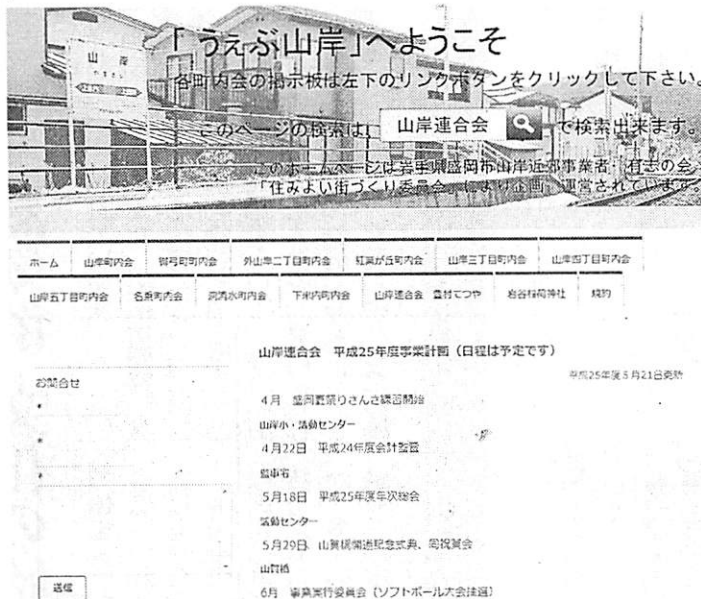 「うぇぶ山岸」へようこそ
各町内会の掲示板は左下のリンクボタンをクリックして下さい。
このページの検索は、 山岸連合会 で検索出来ます。
このホームページは岩手県盛岡市山岸近郊事業者「有志の会」
「住みよい街づくり委員会」により企画、運営されています。
山岸
ホーム 山岸町内会 御弓町町内会 外山岸二丁目町内会 紅葉が丘町内会 山岸三丁目町内会 山岸四丁目町内会
山岸五丁目町内会 名乗町内会 洗清水町内会 下米内町内会 山岸連合会 豊村てつや 岩谷稲荷神社 規約
山岸連合会 平成25年度事業計画(日程は予定です)
平成25年度5月21日更新
お問合せ
*
*
*
送信
4月 盛岡夏祭りさんさ練習開始
山岸小・活動センター
4月22日 平成24年度会計監査
監事宅
5月18日 平成25年度年次総会
活動センター
5月29日 山賀橋開通記念式典、同祝賀会
山賀橋
6月 事業実行委員会(ソフトボール大会抽選)